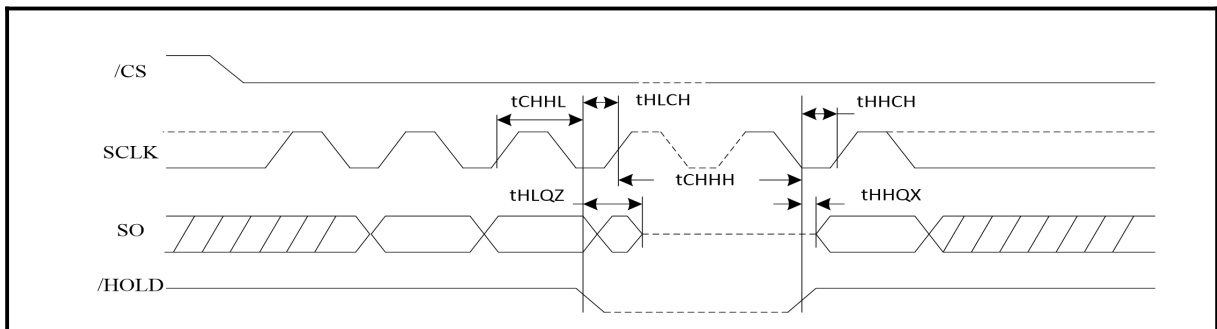 /CS
tCHHL
tHLCH
tHHCH
SCLK
tCHHH
tHLQZ
tHHQX
SO
/HOLD